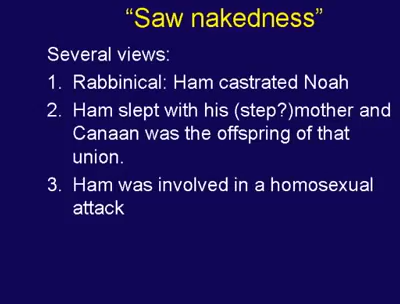 “Saw nakedness”
Several views:
1. Rabbinical: Ham castrated Noah
2. Ham slept with his (step?)mother and
Canaan was the offspring of that
union.
3. Ham was involved in a homosexual
attack